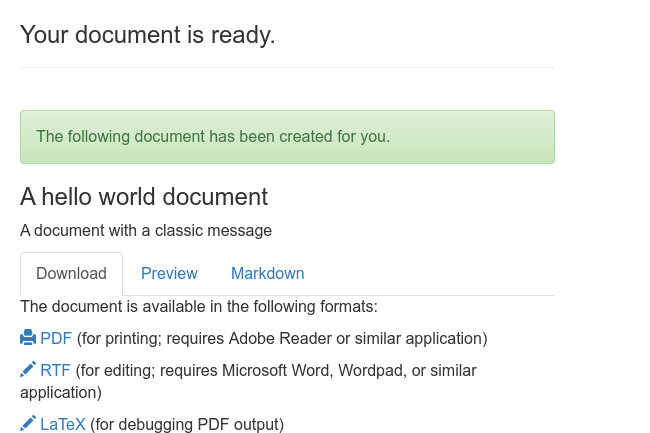 Your document is ready.
The following document has been created for you.
A hello world document
A document with a classic message
Download Preview Markdown
The document is available in the following formats:
PDF (for printing; requires Adobe Reader or similar application)
RTF (for editing; requires Microsoft Word, Wordpad, or similar
application)
LaTeX (for debugging PDF output)